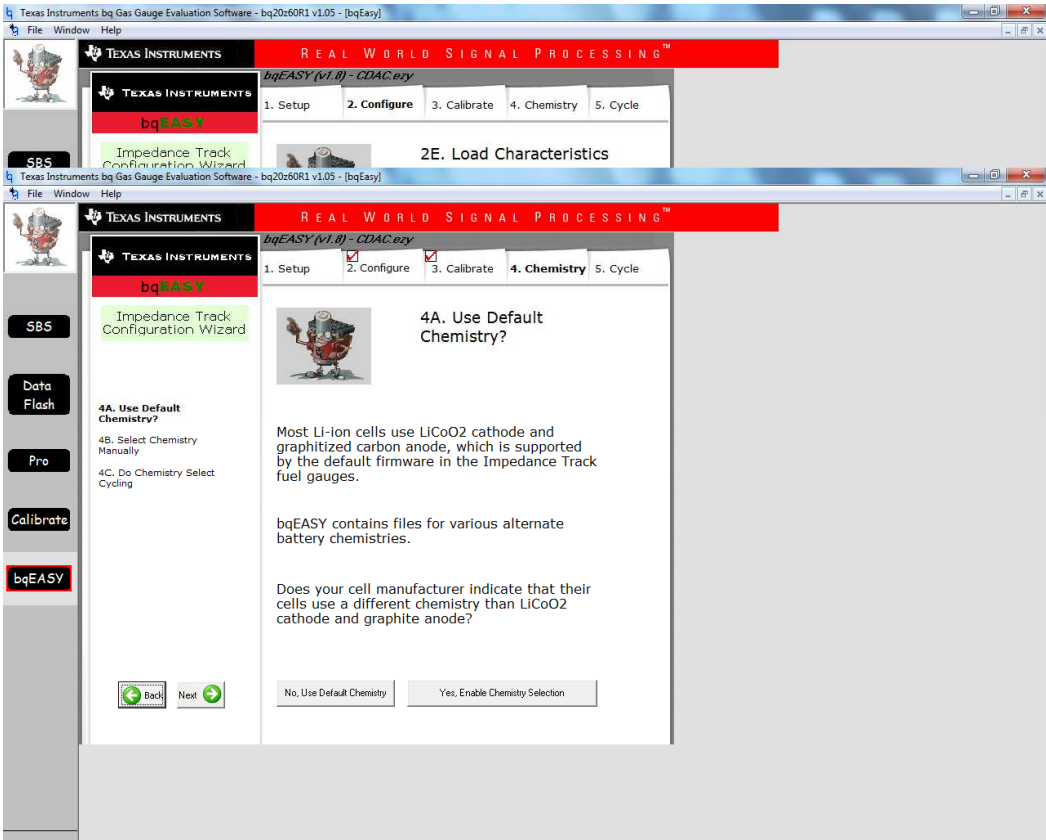 Texas Instruments bq Gas Gauge Evaluation Software - bq20z60R1 v1.05 - [bqEasy]
File Window Help
TEXAS INSTRUMENTS
REAL WORLD SIGNAL PROCESSING™
bqEASY (v1.8) - CDAC.ezy
TEXAS INSTRUMENTS
1. Setup 2. Configure 3. Calibrate 4. Chemistry 5. Cycle
bqEASY
Impedance Track
Configuration Wizard
2E. Load Characteristics
SBS
Texas Instruments bq Gas Gauge Evaluation Software - bq20z60R1 v1.05 - [bqEasy]
File Window Help
TEXAS INSTRUMENTS
REAL WORLD SIGNAL PROCESSING™
bqEASY (v1.8) - CDAC.ezy
TEXAS INSTRUMENTS
1. Setup 2. Configure 3. Calibrate 4. Chemistry 5. Cycle
bqEASY
Impedance Track
Configuration Wizard
4A. Use Default
Chemistry?
SBS
Data
Flash
Pro
Calibrate
bqEASY
4A. Use Default
Chemistry?
4B. Select Chemistry
Manually
4C. Do Chemistry Select
Cycling
Most Li-ion cells use LiCoO2 cathode and
graphitized carbon anode, which is supported
by the default firmware in the Impedance Track
fuel gauges.
bqEASY contains files for various alternate
battery chemistries.
Does your cell manufacturer indicate that their
cells use a different chemistry than LiCoO2
cathode and graphite anode?
Back Next
No, Use Default Chemistry
Yes, Enable Chemistry Selection